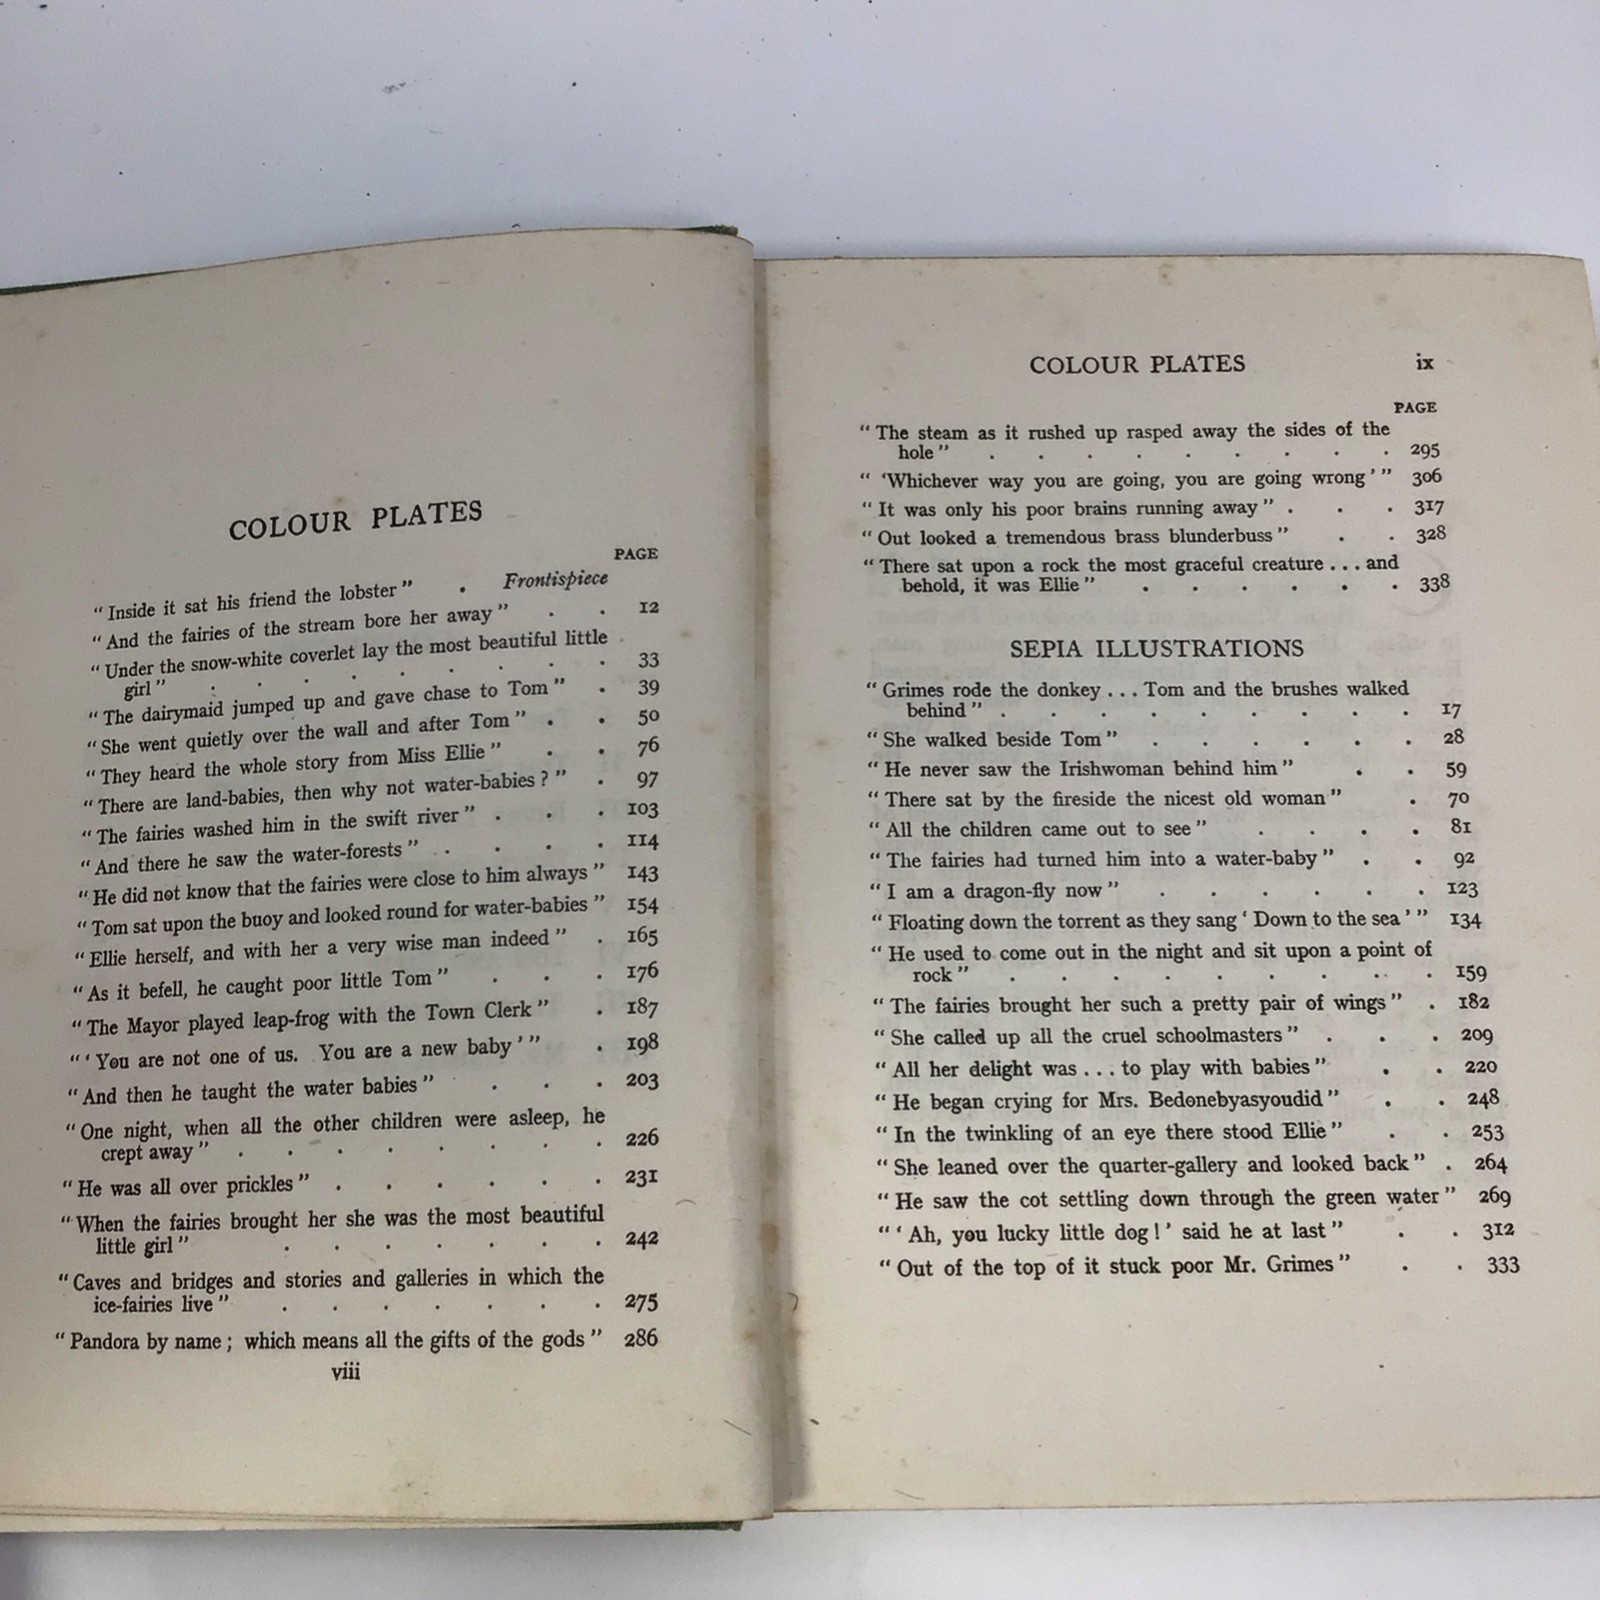 COLOUR PLATES
PAGE
“Inside it sat his friend the lobster” . Frontispiece
“And the fairies of the stream bore her away” . . 12
“Under the snow-white coverlet lay the most beautiful little
girl” . . . . . . . . . 33
“The dairymaid jumped up and gave chase to Tom” . 39
“She went quietly over the wall and after Tom” . . 50
“They heard the whole story from Miss Ellie” . . 76
“There are land-babies, then why not water-babies?” . 97
“The fairies washed him in the swift river” . . . 103
“And there he saw the water-forests” . . . . 114
“He did not know that the fairies were close to him always” 143
“Tom sat upon the buoy and looked round for water-babies” 154
“Ellie herself, and with her a very wise man indeed” . 165
“As it befell, he caught poor little Tom” . . . 176
“The Mayor played leap-frog with the Town Clerk” . 187
“‘You are not one of us. You are a new baby’” . 198
“And then he taught the water babies” . . . 203
“One night, when all the other children were asleep, he
crept away” . . . . . . . . 226
“He was all over prickles” . . . . . . 231
“When the fairies brought her she was the most beautiful
little girl” . . . . . . . 242
“Caves and bridges and stories and galleries in which the
ice-fairies live” . . . . . . . 275
“Pandora by name; which means all the gifts of the gods” 286
viii
COLOUR PLATES ix
PAGE
“The steam as it rushed up rasped away the sides of the
hole” . . . . . . . . . 295
“‘Whichever way you are going, you are going wrong’” 306
“It was only his poor brains running away” . . . 317
“Out looked a tremendous brass blunderbuss” . . 328
“There sat upon a rock the most graceful creature . . . and
behold, it was Ellie” . . . . . . 338
SEPIA ILLUSTRATIONS
“Grimes rode the donkey . . . Tom and the brushes walked
behind” . . . . . . . . . 17
“She walked beside Tom” . . . . . . 28
“He never saw the Irishwoman behind him” . . 59
“There sat by the fireside the nicest old woman” . 70
“All the children came out to see” . . . . 81
“The fairies had turned him into a water-baby” . . 92
“I am a dragon-fly now” . . . . . . 123
“Floating down the torrent as they sang ‘Down to the sea’” 134
“He used to come out in the night and sit upon a point of
rock” . . . . . . . . . 159
“The fairies brought her such a pretty pair of wings” . 182
“She called up all the cruel schoolmasters” . . . 209
“All her delight was . . . to play with babies” . . 220
“He began crying for Mrs. Bedonebyasyoudid” . . 248
“In the twinkling of an eye there stood Ellie” . . 253
“She leaned over the quarter-gallery and looked back” . 264
“He saw the cot settling down through the green water” 269
“‘Ah, you lucky little dog!’ said he at last” . . 312
“Out of the top of it stuck poor Mr. Grimes” . . 333